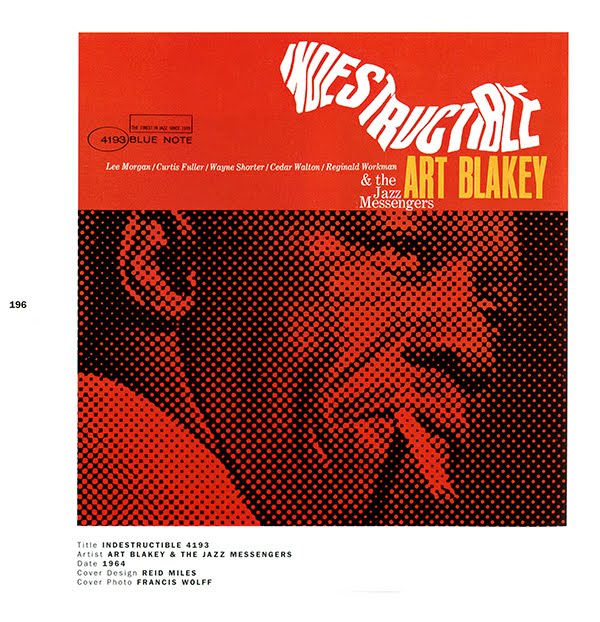 INDESTRUCTIBLE
THE FINEST IN JAZZ SINCE 1939
4193 BLUE NOTE
Lee Morgan / Curtis Fuller / Wayne Shorter / Cedar Walton / Reginald Workman
& the Jazz Messengers
ART BLAKEY
196
Title INDESTRUCTIBLE 4193
Artist ART BLAKEY & THE JAZZ MESSENGERS
Date 1964
Cover Design REID MILES
Cover Photo FRANCIS WOLFF